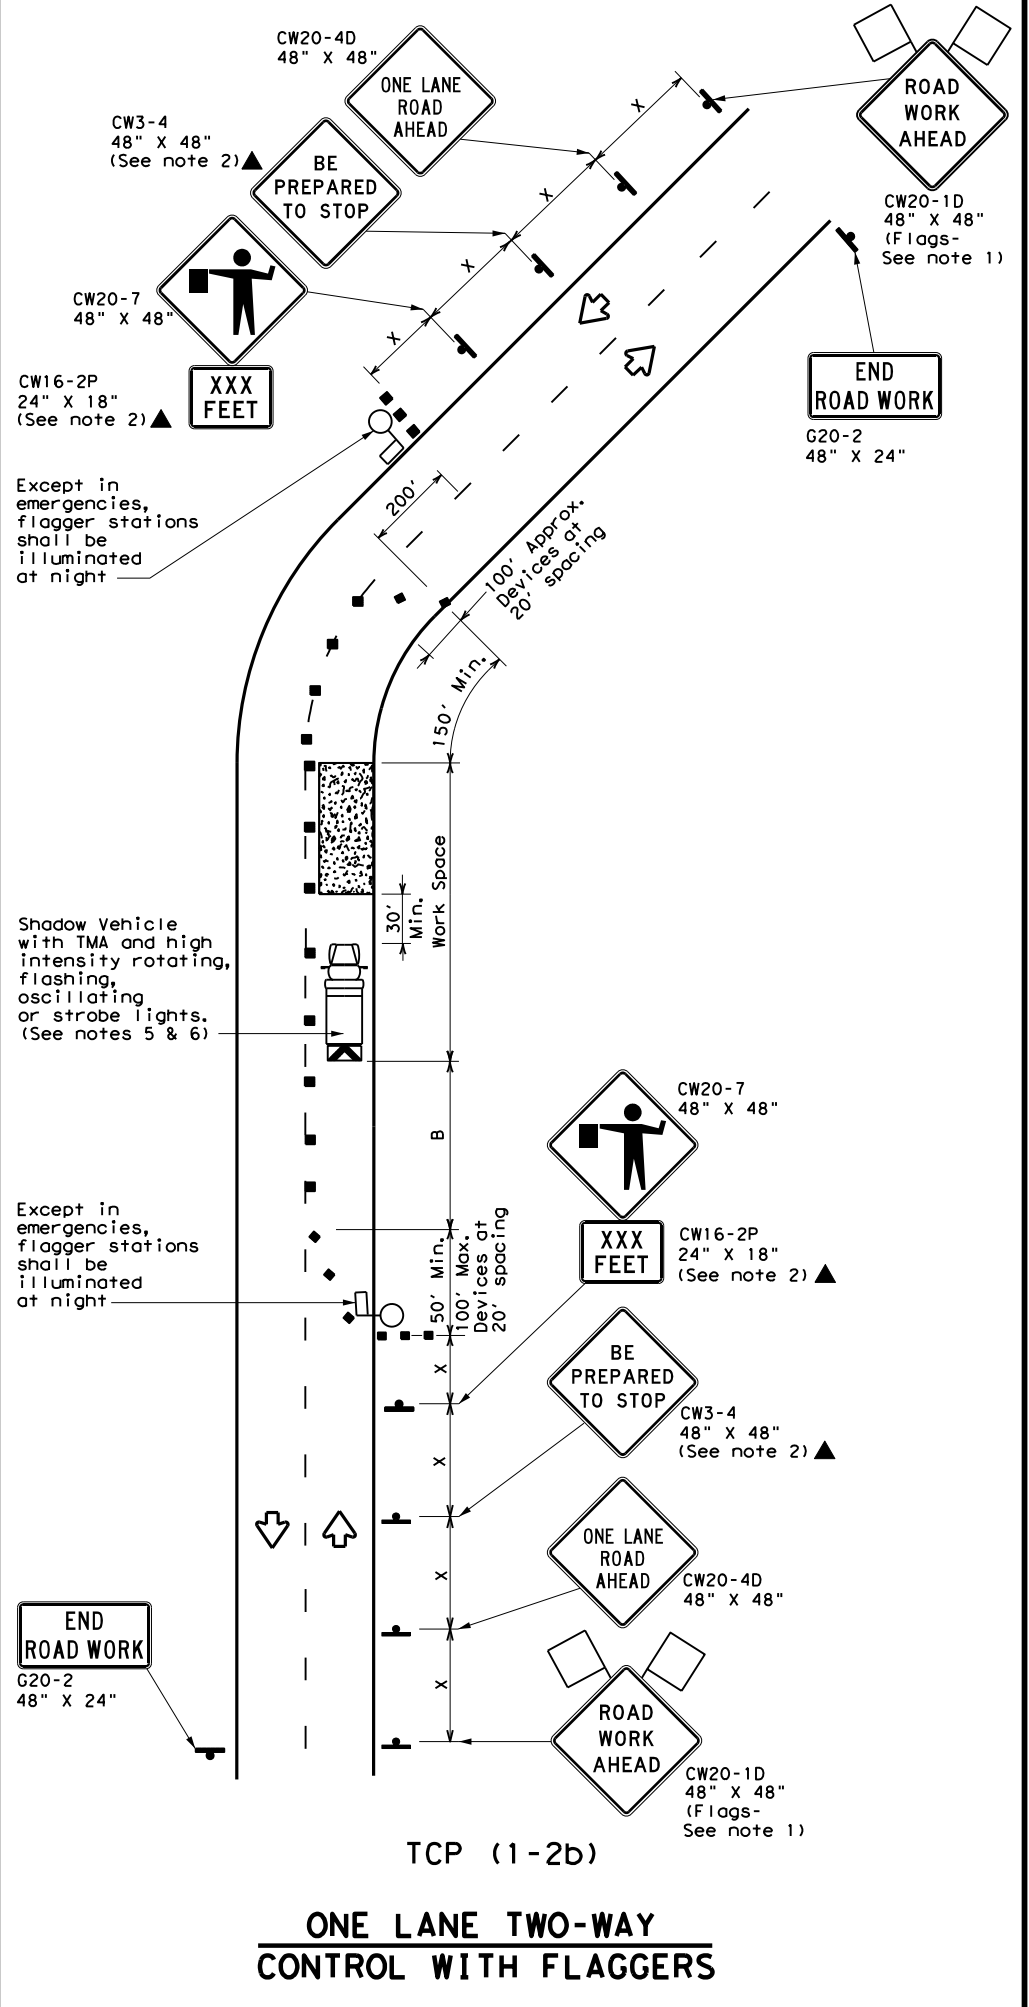 CW20-4D
48" X 48"
ONE LANE
ROAD
AHEAD
X
ROAD
WORK
AHEAD
CW20-1D
48" X 48"
(Flags-
See note 1)
CW3-4
48" X 48"
(See note 2)
BE
PREPARED
TO STOP
X
X
X
CW20-7
48" X 48"
CW16-2P
24" X 18"
(See note 2)
XXX
FEET
END
ROAD WORK
G20-2
48" X 24"
Except in
emergencies,
flagger stations
shall be
illuminated
at night
200'
100' Approx.
Devices at
20' spacing
150' Min.
Work Space
30'
Min.
Shadow Vehicle
with TMA and high
intensity rotating,
flashing,
oscillating
or strobe lights.
(See notes 5 & 6)
B
CW20-7
48" X 48"
XXX
FEET
CW16-2P
24" X 18"
(See note 2)
Except in
emergencies,
flagger stations
shall be
illuminated
at night
50' Min.
100' Max.
Devices at
20' spacing
X
BE
PREPARED
TO STOP
CW3-4
48" X 48"
(See note 2)
X
ONE LANE
ROAD
AHEAD
CW20-4D
48" X 48"
X
END
ROAD WORK
G20-2
48" X 24"
X
ROAD
WORK
AHEAD
CW20-1D
48" X 48"
(Flags-
See note 1)
TCP (1-2b)
ONE LANE TWO-WAY
CONTROL WITH FLAGGERS